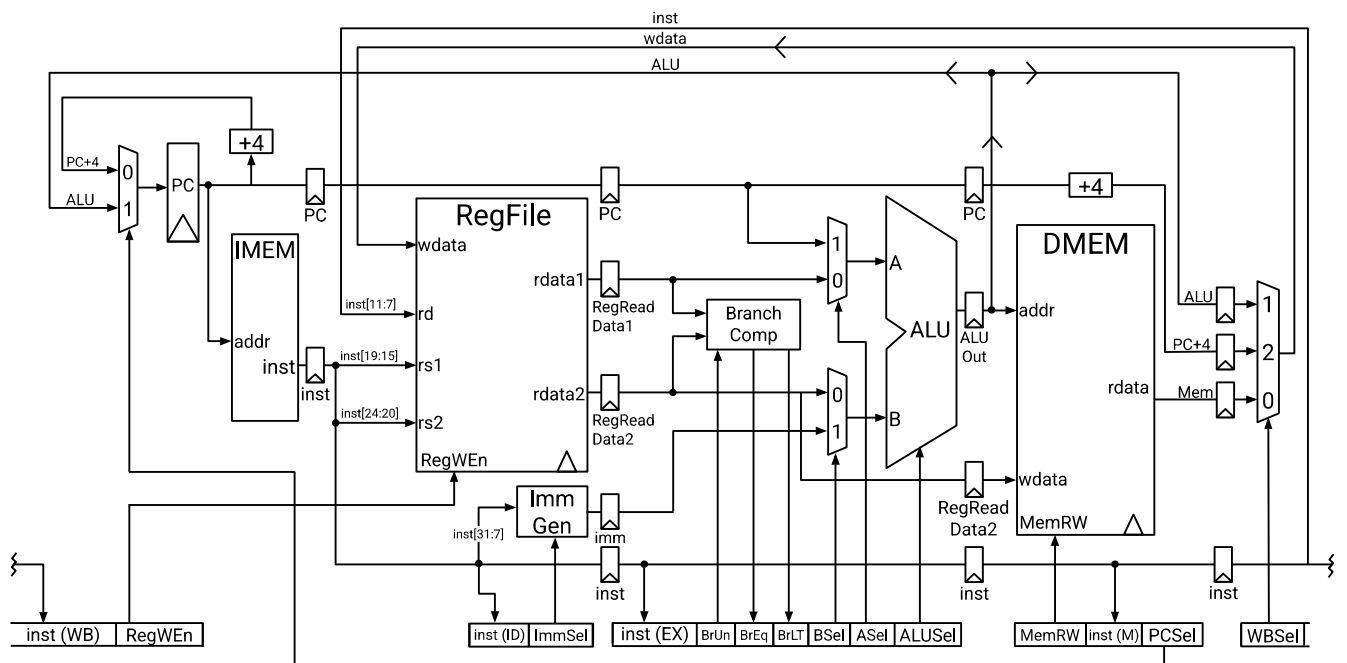 inst
wdata
ALU
+4
PC+4
0
ALU
1
PC
PC
PC
PC
+4
IMEM
addr
inst
inst
RegFile
wdata
inst[11:7]
rd
inst[19:15]
rs1
inst[24:20]
rs2
RegWEn
rdata1
rdata2
RegRead
Data1
RegRead
Data2
Branch
Comp
1
0
0
1
A
B
ALU
ALU
Out
DMEM
addr
rdata
wdata
MemRW
RegRead
Data2
ALU
1
PC+4
2
Mem
0
Imm
Gen
inst[31:7]
imm
inst
inst
inst
inst (WB)
RegWEn
inst (ID)
ImmSel
inst (EX)
BrUn
BrEq
BrLT
BSel
ASel
ALUSel
MemRW
inst (M)
PCSel
WBSel